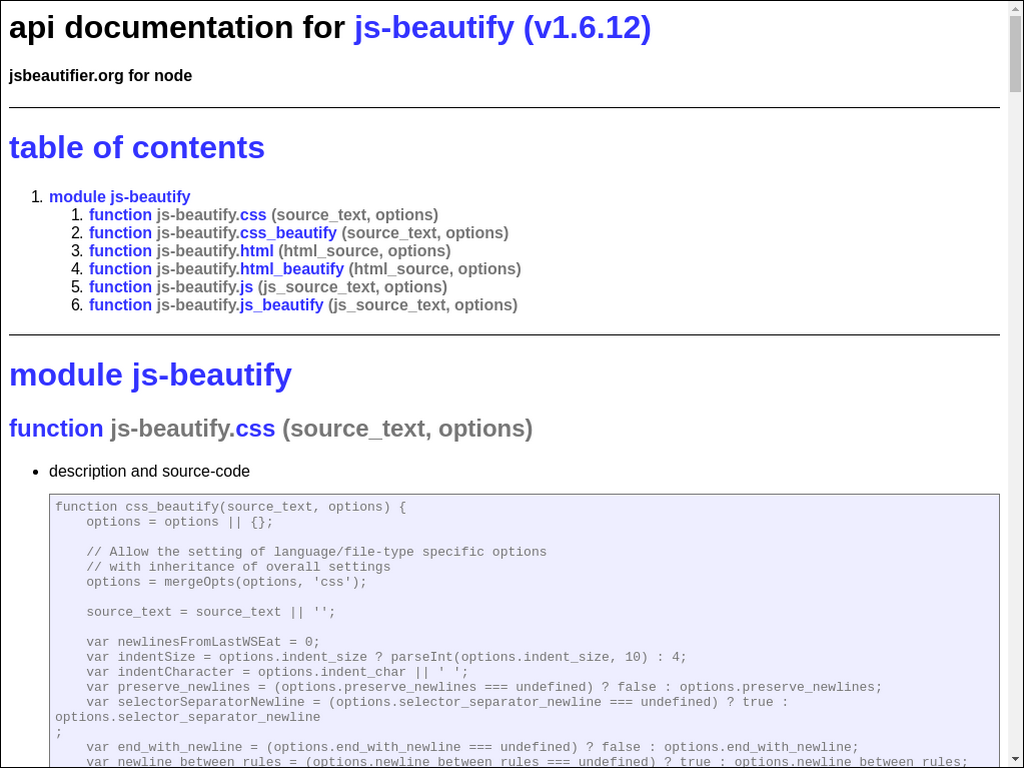 api documentation for js-beautify (v1.6.12)
jsbeautifier.org for node
table of contents
1. module js-beautify
1. function js-beautify.css (source_text, options)
2. function js-beautify.css_beautify (source_text, options)
3. function js-beautify.html (html_source, options)
4. function js-beautify.html_beautify (html_source, options)
5. function js-beautify.js (js_source_text, options)
6. function js-beautify.js_beautify (js_source_text, options)
module js-beautify
function js-beautify.css (source_text, options)
• description and source-code
function css_beautify(source_text, options) {
    options = options || {};
    // Allow the setting of language/file-type specific options
    // with inheritance of overall settings
    options = mergeOpts(options, 'css');
    source_text = source_text || '';
    var newlinesFromLastWSEat = 0;
    var indentSize = options.indent_size ? parseInt(options.indent_size, 10) : 4;
    var indentCharacter = options.indent_char || ' ';
    var preserve_newlines = (options.preserve_newlines === undefined) ? false : options.preserve_newlines;
    var selectorSeparatorNewline = (options.selector_separator_newline === undefined) ? true :
options.selector_separator_newline
;
    var end_with_newline = (options.end_with_newline === undefined) ? false : options.end_with_newline;
    var newline_between_rules = (options.newline_between_rules === undefined) ? true : options.newline_between_rules;